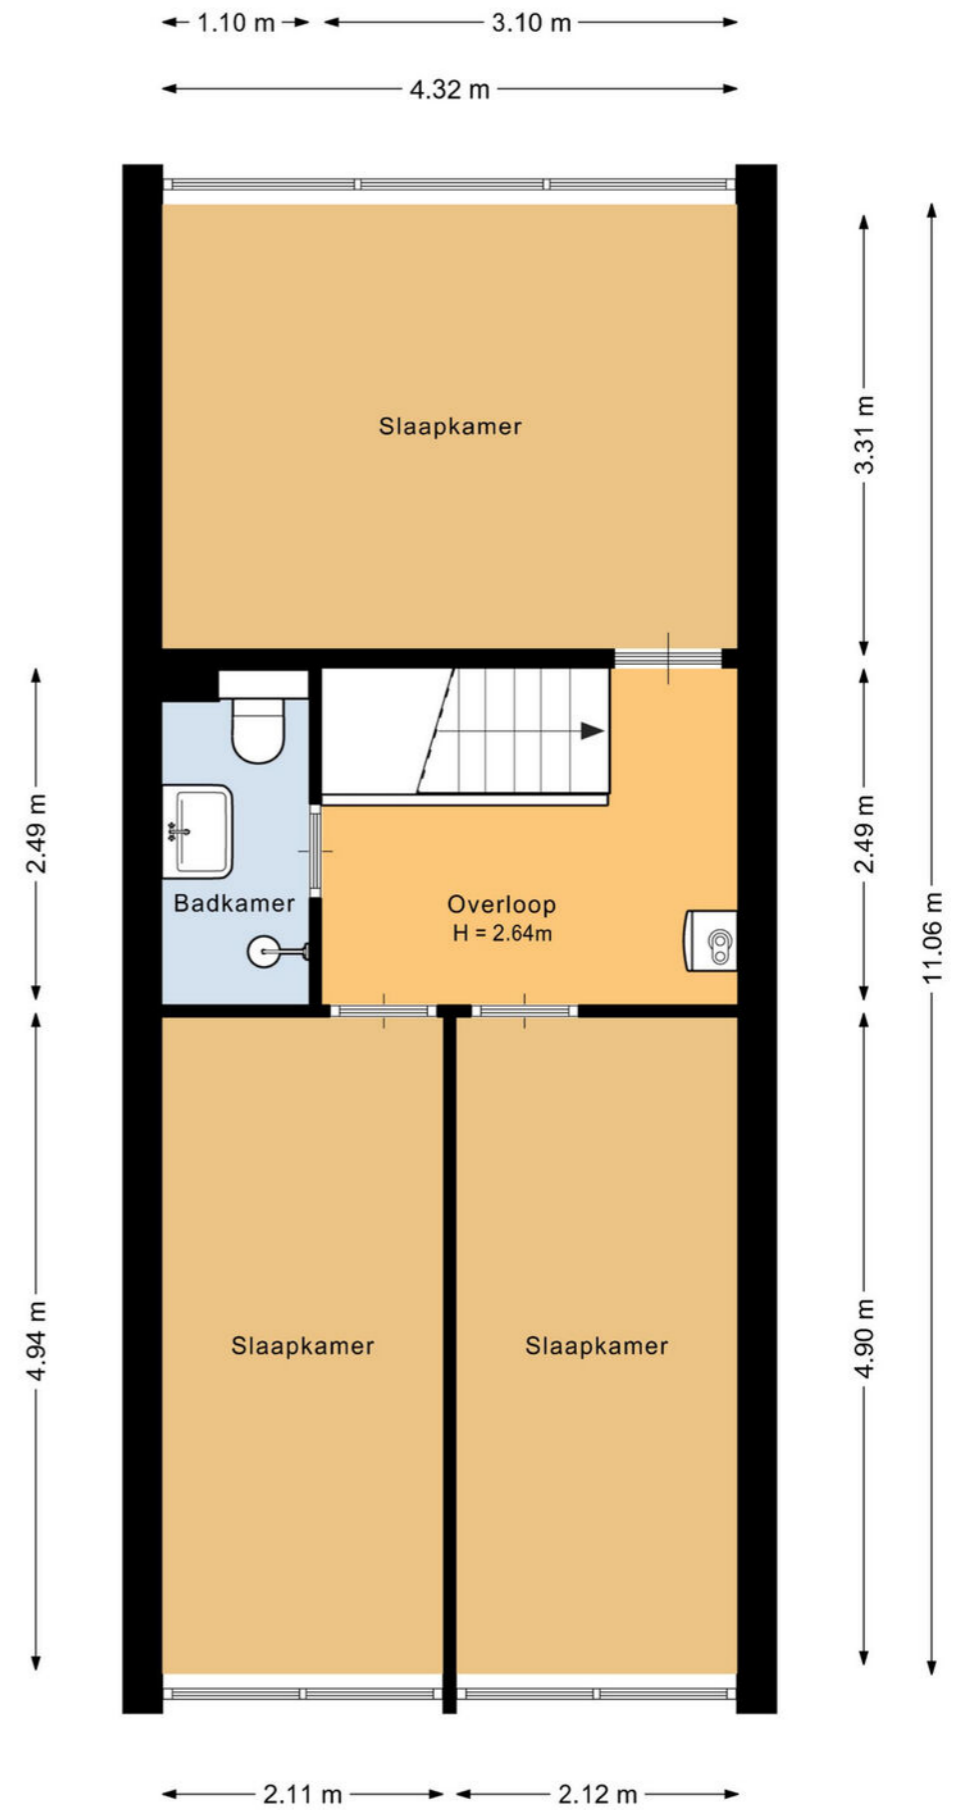 1.10 m
3.10 m
4.32 m
Slaapkamer
3.31 m
2.49 m
2.49 m
Badkamer
Overloop
H = 2.64m
11.06 m
4.94 m
Slaapkamer
Slaapkamer
4.90 m
2.11 m
2.12 m